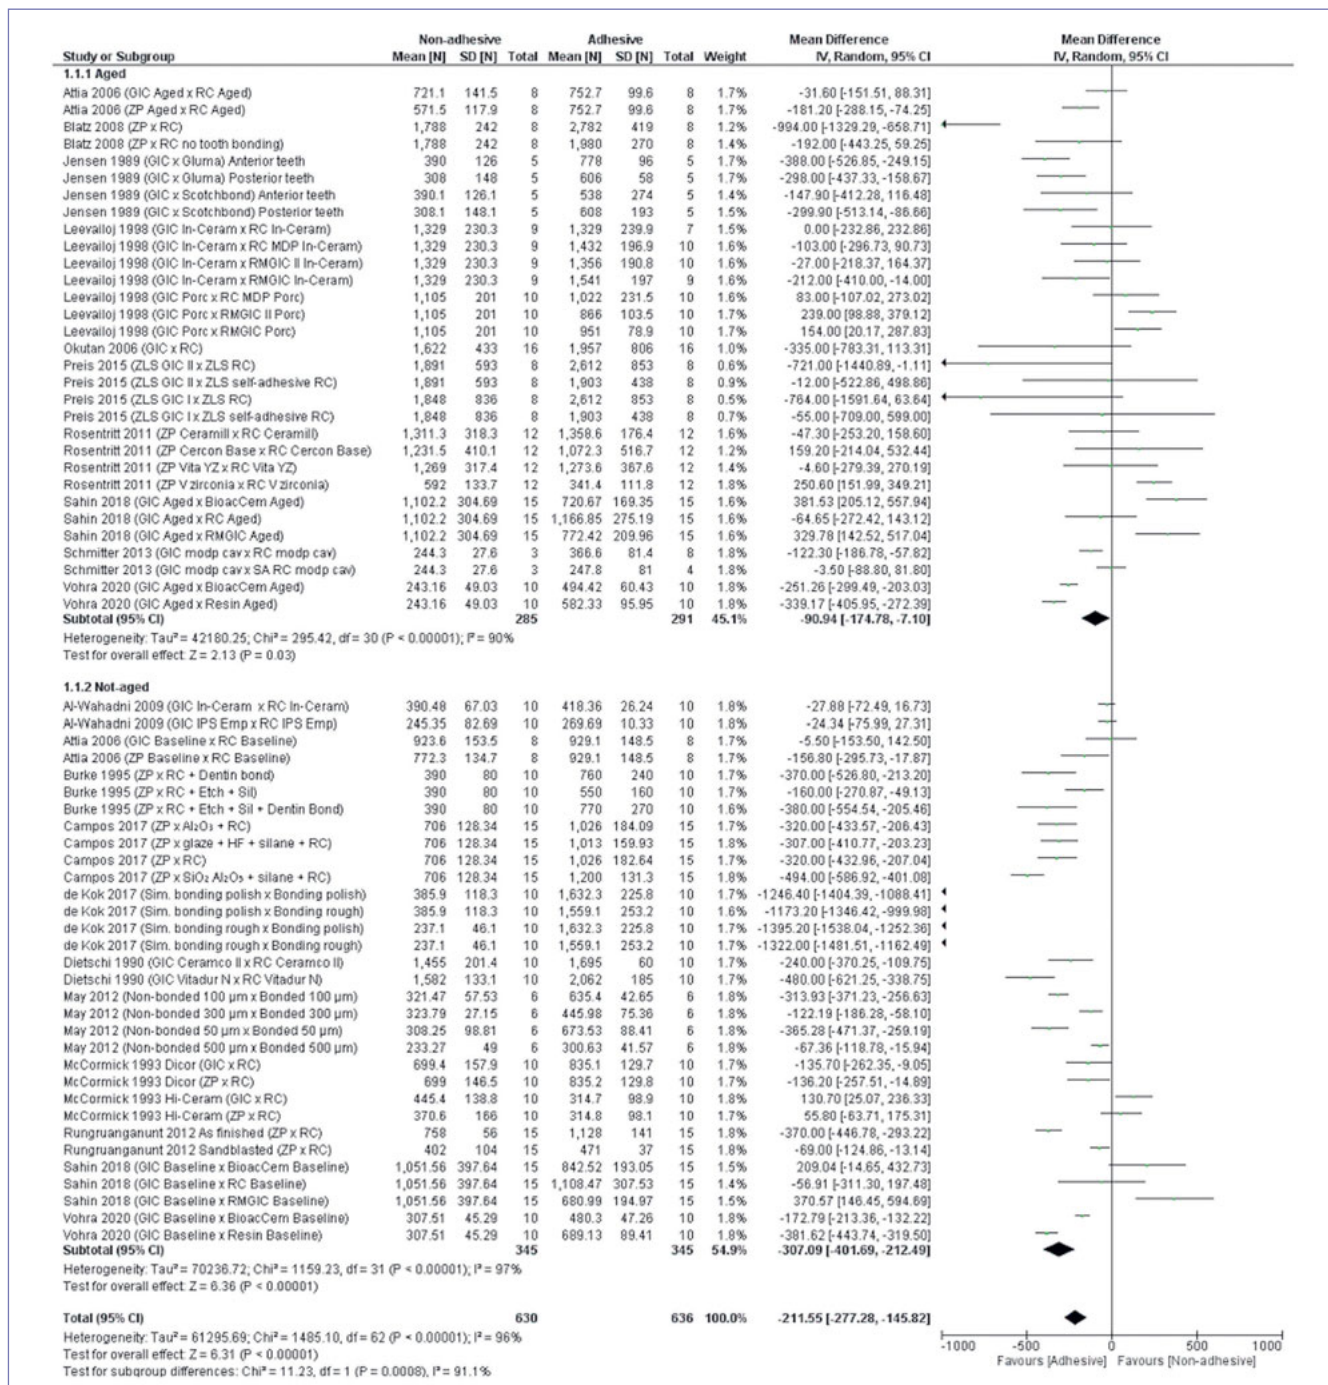 Non-adhesive Adhesive Mean Difference Mean Difference
Study or Subgroup Mean [N] SD [N] Total Mean [N] SD [N] Total Weight IV, Random, 95% CI IV, Random, 95% CI
1.1.1 Aged
Attia 2006 (GIC Aged x RC Aged) 721.1 141.5 8 752.7 99.6 8 1.7% -31.60 [-151.51, 88.31]
Attia 2006 (ZP Aged x RC Aged) 571.5 117.9 8 752.7 99.6 8 1.7% -181.20 [-288.15, -74.25]
Blatz 2008 (ZP x RC) 1,788 242 8 2,782 419 8 1.2% -994.00 [-1329.29, -658.71]
Blatz 2008 (ZP x RC no tooth bonding) 1,788 242 8 1,980 270 8 1.4% -192.00 [-443.25, 59.25]
Jensen 1989 (GIC x Gluma) Anterior teeth 390 126 5 778 96 5 1.6% -388.00 [-526.85, -249.15]
Jensen 1989 (GIC x Gluma) Posterior teeth 308 148 5 606 58 5 1.6% -298.00 [-437.33, -158.67]
Jensen 1989 (GIC x Scotchbond) Anterior teeth 390.1 126.1 5 538 274 5 1.4% -147.90 [-412.28, 116.48]
Jensen 1989 (GIC x Scotchbond) Posterior teeth 308.1 148.1 5 608 193 5 1.5% -299.90 [-513.14, -86.66]
Leevailoj 1998 (GIC In-Ceram x RC In-Ceram) 1,329 230.3 9 1,329 239.9 7 1.5% 0.00 [-232.86, 232.86]
Leevailoj 1998 (GIC In-Ceram x RC MDP In-Ceram) 1,329 230.3 9 1,432 196.9 10 1.6% -103.00 [-296.73, 90.73]
Leevailoj 1998 (GIC In-Ceram x RMGIC II In-Ceram) 1,329 230.3 9 1,356 190.8 10 1.6% -27.00 [-218.37, 164.37]
Leevailoj 1998 (GIC In-Ceram x RMGIC In-Ceram) 1,329 230.3 9 1,541 197 9 1.6% -212.00 [-410.00, -14.00]
Leevailoj 1998 (GIC Porc x RC MDP Porc) 1,105 201 10 1,022 231.5 10 1.6% 83.00 [-107.02, 273.02]
Leevailoj 1998 (GIC Porc x RMGIC II Porc) 1,105 201 10 866 103.5 10 1.6% 239.00 [98.88, 379.12]
Leevailoj 1998 (GIC Porc x RMGIC Porc) 1,105 201 10 951 78.9 10 1.6% 154.00 [20.17, 287.83]
Okutan 2006 (GIC x RC) 1,622 433 16 1,957 806 16 1.0% -335.00 [-783.31, 113.31]
Preis 2015 (ZLS GIC II x ZLS RC) 1,891 593 8 2,612 853 8 0.6% -721.00 [-1440.89, -1.11]
Preis 2015 (ZLS GIC II x ZLS self-adhesive RC) 1,891 593 8 1,903 438 8 0.9% -12.00 [-522.86, 498.86]
Preis 2015 (ZLS GIC I x ZLS RC) 1,848 836 8 2,612 853 8 0.5% -764.00 [-1591.64, 63.64]
Preis 2015 (ZLS GIC I x ZLS self-adhesive RC) 1,848 836 8 1,903 438 8 0.7% -55.00 [-709.00, 599.00]
Rosentritt 2011 (ZP Ceramill x RC Ceramill) 1,311.3 318.3 12 1,358.6 176.4 12 1.6% -47.30 [-253.20, 158.60]
Rosentritt 2011 (ZP Cercon Base x RC Cercon Base) 1,231.5 410.1 12 1,072.3 516.7 12 1.2% 159.20 [-214.04, 532.44]
Rosentritt 2011 (ZP Vita YZ x RC Vita YZ) 1,269 317.4 12 1,273.6 367.6 12 1.4% -4.60 [-279.39, 270.19]
Rosentritt 2011 (ZP V zirconia x RC V zirconia) 592 133.7 12 341.4 111.8 12 1.7% 250.60 [151.99, 349.21]
Sahin 2018 (GIC Aged x BioacCem Aged) 1,102.2 304.69 15 720.67 169.35 15 1.6% 381.53 [205.12, 557.94]
Sahin 2018 (GIC Aged x RC Aged) 1,102.2 304.69 15 1,166.85 275.19 15 1.5% -64.65 [-272.42, 143.12]
Sahin 2018 (GIC Aged x RMGIC Aged) 1,102.2 304.69 15 772.42 209.96 15 1.6% 329.78 [142.52, 517.04]
Schmitter 2013 (GIC modp cav x RC modp cav) 244.3 27.6 3 366.6 81.4 8 1.8% -122.30 [-186.78, -57.82]
Schmitter 2013 (GIC modp cav x SA RC modp cav) 244.3 27.6 3 247.8 81 4 1.8% -3.50 [-88.80, 81.80]
Vohra 2020 (GIC Aged x BioacCem Aged) 243.16 49.03 10 494.42 60.43 10 1.8% -251.26 [-299.49, -203.03]
Vohra 2020 (GIC Aged x Resin Aged) 243.16 49.03 10 582.33 95.95 10 1.8% -339.17 [-405.95, -272.39]
Subtotal (95% CI) 285 291 45.1% -90.94 [-174.78, -7.10]
Heterogeneity: Tau² = 42180.25; Chi² = 295.42, df = 30 (P < 0.00001); I² = 90%
Test for overall effect: Z = 2.13 (P = 0.03)
1.1.2 Not-aged
Al-Wahadni 2009 (GIC In-Ceram x RC In-Ceram) 390.48 67.03 10 418.36 26.24 10 1.8% -27.88 [-72.49, 16.73]
Al-Wahadni 2009 (GIC IPS Emp x RC IPS Emp) 245.35 82.69 10 269.69 10.33 10 1.8% -24.34 [-75.99, 27.31]
Attia 2006 (GIC Baseline x RC Baseline) 923.6 153.5 8 929.1 148.5 8 1.7% -5.50 [-153.50, 142.50]
Attia 2006 (ZP Baseline x RC Baseline) 772.3 134.7 8 929.1 148.5 8 1.7% -156.80 [-295.73, -17.87]
Burke 1995 (ZP x RC + Dentin bond) 390 80 10 760 240 10 1.6% -370.00 [-526.80, -213.20]
Burke 1995 (ZP x RC + Etch + Sil) 390 80 10 550 160 10 1.7% -160.00 [-270.87, -49.13]
Burke 1995 (ZP x RC + Etch + Sil + Dentin Bond) 390 80 10 770 270 10 1.6% -380.00 [-554.54, -205.46]
Campos 2017 (ZP x Al₂O₃ + RC) 706 128.34 15 1,026 184.09 15 1.7% -320.00 [-433.57, -206.43]
Campos 2017 (ZP x glaze + HF + silane + RC) 706 128.34 15 1,013 159.93 15 1.7% -307.00 [-410.77, -203.23]
Campos 2017 (ZP x RC) 706 128.34 15 1,026 182.64 15 1.7% -320.00 [-432.96, -207.04]
Campos 2017 (ZP x SiO₂ Al₂O₃ + silane + RC) 706 128.34 15 1,200 131.3 15 1.7% -494.00 [-586.92, -401.08]
de Kok 2017 (Sim. bonding polish x Bonding polish) 385.9 118.3 10 1,632.3 225.8 10 1.7% -1246.40 [-1404.39, -1088.41]
de Kok 2017 (Sim. bonding polish x Bonding rough) 385.9 118.3 10 1,559.1 253.2 10 1.6% -1173.20 [-1346.42, -999.98]
de Kok 2017 (Sim. bonding rough x Bonding polish) 237.1 46.1 10 1,632.3 225.8 10 1.7% -1395.20 [-1538.04, -1252.36]
de Kok 2017 (Sim. bonding rough x Bonding rough) 237.1 46.1 10 1,559.1 253.2 10 1.6% -1322.00 [-1481.51, -1162.49]
Dietschi 1990 (GIC Ceramco II x RC Ceramco II) 1,455 201.4 10 1,695 60 10 1.7% -240.00 [-370.25, -109.75]
Dietschi 1990 (GIC Vitadur N x RC Vitadur N) 1,582 133.1 10 2,062 185 10 1.7% -480.00 [-621.25, -338.75]
May 2012 (Non-bonded 100 µm x Bonded 100 µm) 321.47 57.53 6 635.4 42.65 6 1.8% -313.93 [-371.23, -256.63]
May 2012 (Non-bonded 300 µm x Bonded 300 µm) 323.79 27.15 6 445.98 75.36 6 1.8% -122.19 [-186.28, -58.10]
May 2012 (Non-bonded 50 µm x Bonded 50 µm) 308.25 98.81 6 673.53 88.41 6 1.7% -365.28 [-471.37, -259.19]
May 2012 (Non-bonded 500 µm x Bonded 500 µm) 233.27 49 6 300.63 41.57 6 1.8% -67.36 [-118.78, -15.94]
McCormick 1993 Dicor (GIC x RC) 699.4 157.9 10 835.1 129.7 10 1.7% -135.70 [-262.35, -9.05]
McCormick 1993 Dicor (ZP x RC) 699 146.5 10 835.2 129.8 10 1.7% -136.20 [-257.51, -14.89]
McCormick 1993 Hi-Ceram (GIC x RC) 445.4 138.8 10 314.7 98.9 10 1.7% 130.70 [25.07, 236.33]
McCormick 1993 Hi-Ceram (ZP x RC) 370.6 166 10 314.8 98.1 10 1.7% 55.80 [-63.71, 175.31]
Rungruanganunt 2012 As finished (ZP x RC) 758 56 15 1,128 141 15 1.7% -370.00 [-446.78, -293.22]
Rungruanganunt 2012 Sandblasted (ZP x RC) 402 104 15 471 37 15 1.8% -69.00 [-124.86, -13.14]
Sahin 2018 (GIC Baseline x BioacCem Baseline) 1,051.56 397.64 15 842.52 193.05 15 1.5% 209.04 [-14.65, 432.73]
Sahin 2018 (GIC Baseline x RC Baseline) 1,051.56 397.64 15 1,108.47 307.53 15 1.4% -56.91 [-311.30, 197.48]
Sahin 2018 (GIC Baseline x RMGIC Baseline) 1,051.56 397.64 15 680.99 194.97 15 1.5% 370.57 [146.45, 594.69]
Vohra 2020 (GIC Baseline x BioacCem Baseline) 307.51 45.29 10 480.3 47.26 10 1.8% -172.79 [-213.36, -132.22]
Vohra 2020 (GIC Baseline x Resin Baseline) 307.51 45.29 10 689.13 89.41 10 1.8% -381.62 [-443.74, -319.50]
Subtotal (95% CI) 345 345 54.9% -307.09 [-401.69, -212.49]
Heterogeneity: Tau² = 70236.72; Chi² = 1159.23, df = 31 (P < 0.00001); I² = 97%
Test for overall effect: Z = 6.36 (P < 0.00001)
Total (95% CI) 630 636 100.0% -211.55 [-277.28, -145.82]
Heterogeneity: Tau² = 61295.69; Chi² = 1485.10, df = 62 (P < 0.00001); I² = 96%
Test for overall effect: Z = 6.31 (P < 0.00001)
Test for subgroup differences: Chi² = 11.23, df = 1 (P = 0.0008), I² = 91.1%
-1000 -500 0 500 1000
Favours [Adhesive] Favours [Non-adhesive]